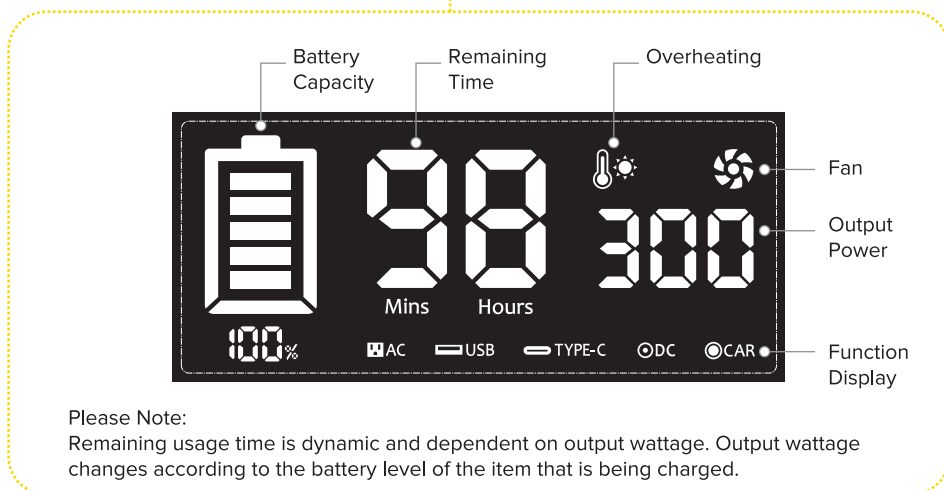 Battery
Capacity
Remaining
Time
Overheating
Fan
98
300
Output
Power
Mins Hours
100%
AC USB TYPE-C DC CAR
Function
Display
Please Note:
Remaining usage time is dynamic and dependent on output wattage. Output wattage
changes according to the battery level of the item that is being charged.